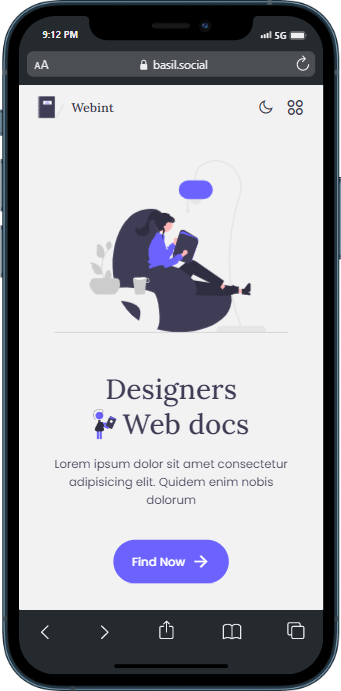 9:12 PM
5G
AA
basil.social
Webint
Designers
Web docs
Lorem ipsum dolor sit amet consectetur
adipisicing elit. Quidem enim nobis
dolorum
Find Now